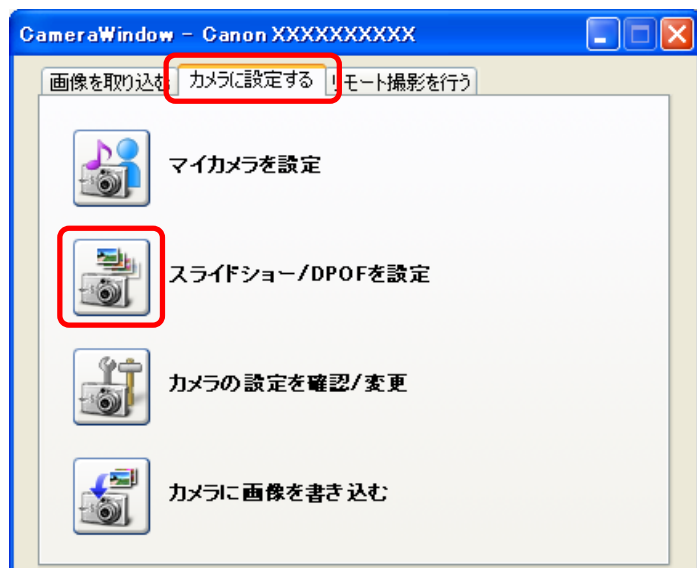 CameraWindow - Canon XXXXXXXXXX
画像を取り込む カメラに設定する リモート撮影を行う
マイカメラを設定
スライドショー/DPOFを設定
カメラの設定を確認/変更
カメラに画像を書き込む